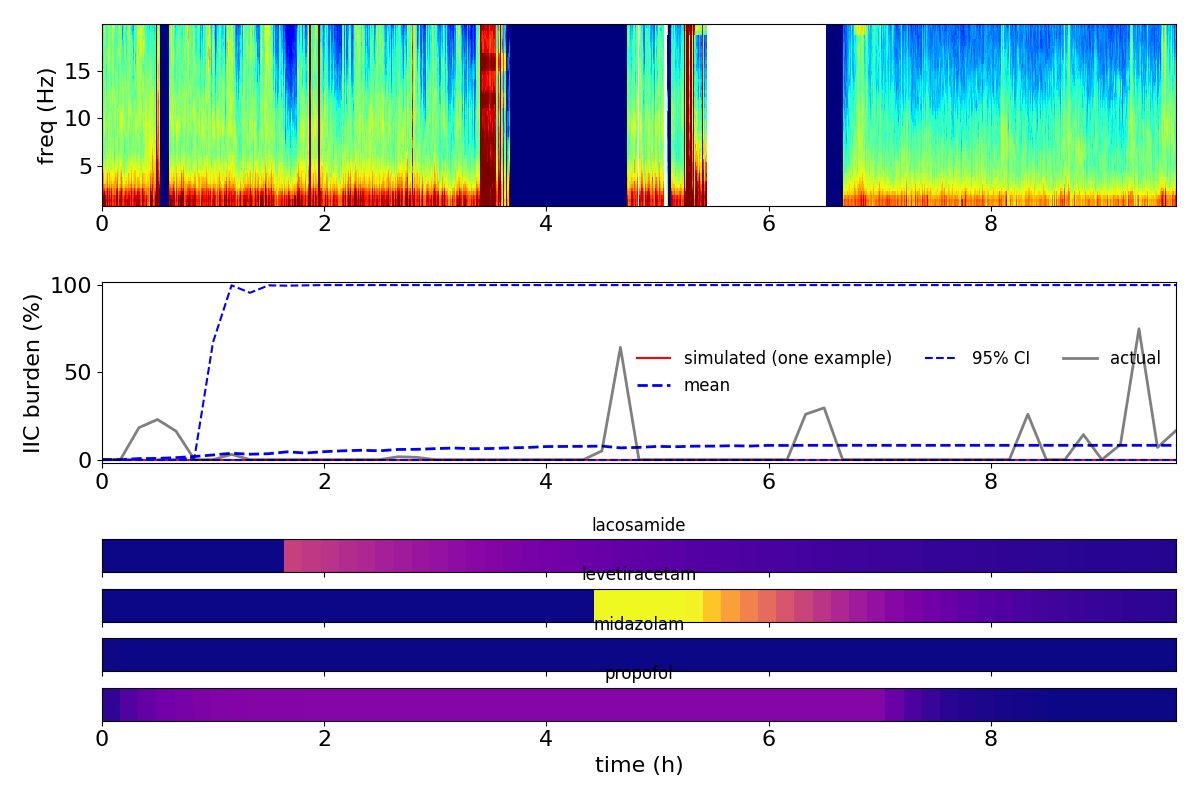 freq (Hz)
15
10
5
0 2 4 6 8
IIC burden (%)
100
50
0
simulated (one example) 95% CI actual
mean
0 2 4 6 8
lacosamide
levetiracetam
midazolam
propofol
0 2 4 6 8
time (h)